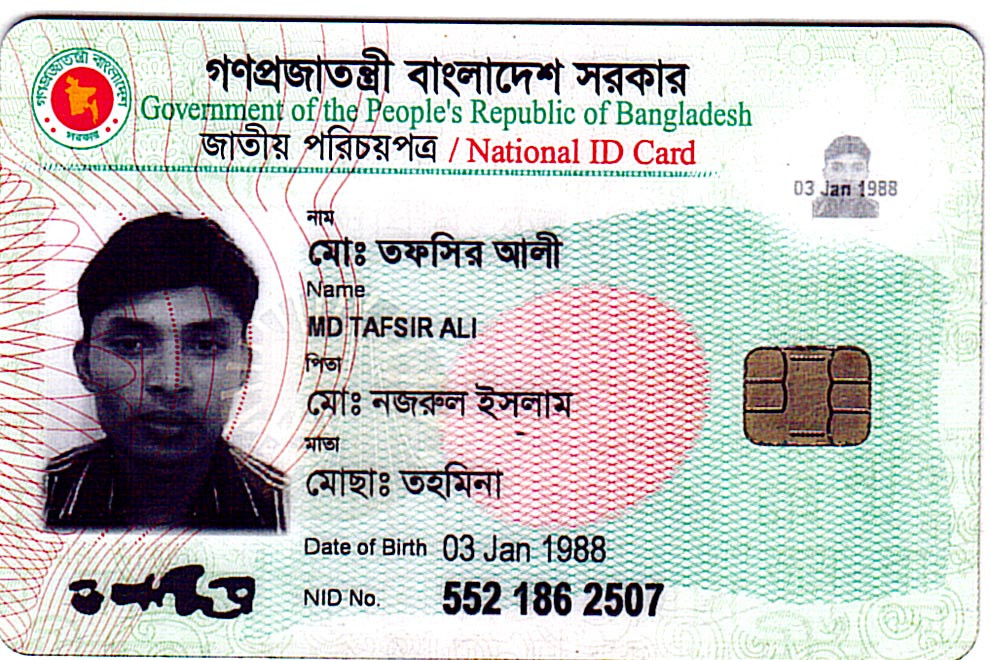 গণপ্রজাতন্ত্রী বাংলাদেশ সরকার
Government of the People's Republic of Bangladesh
জাতীয় পরিচয়পত্র / National ID Card
গণপ্রজাতন্ত্রী বাংলাদেশ
সরকার
03 Jan 1988
নাম
মোঃ তফসির আলী
Name
MD TAFSIR ALI
পিতা
মোঃ নজরুল ইসলাম
মাতা
মোছাঃ তহমিনা
Date of Birth 03 Jan 1988
NID No. 552 186 2507